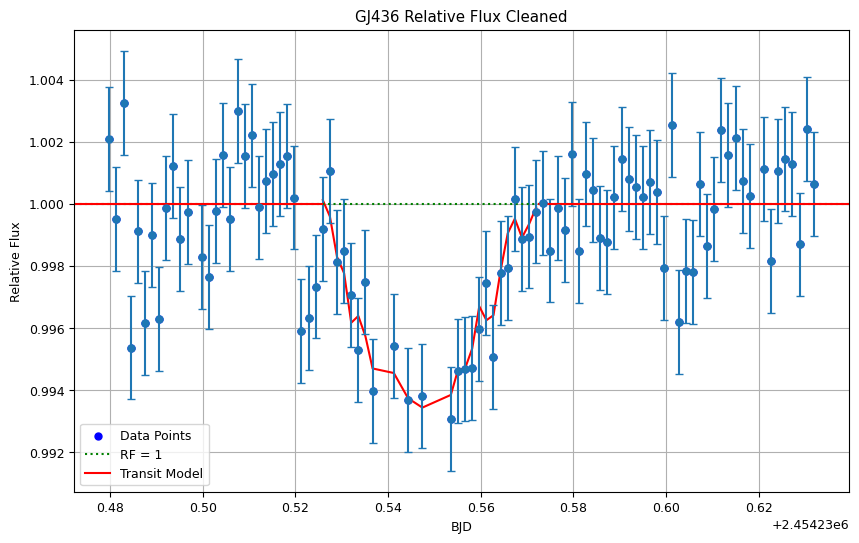 GJ436 Relative Flux Cleaned
Relative Flux
1.004
1.002
1.000
0.998
0.996
0.994
0.992
Data Points
RF = 1
Transit Model
0.48 0.50 0.52 0.54 0.56 0.58 0.60 0.62
BJD
+2.45423e6